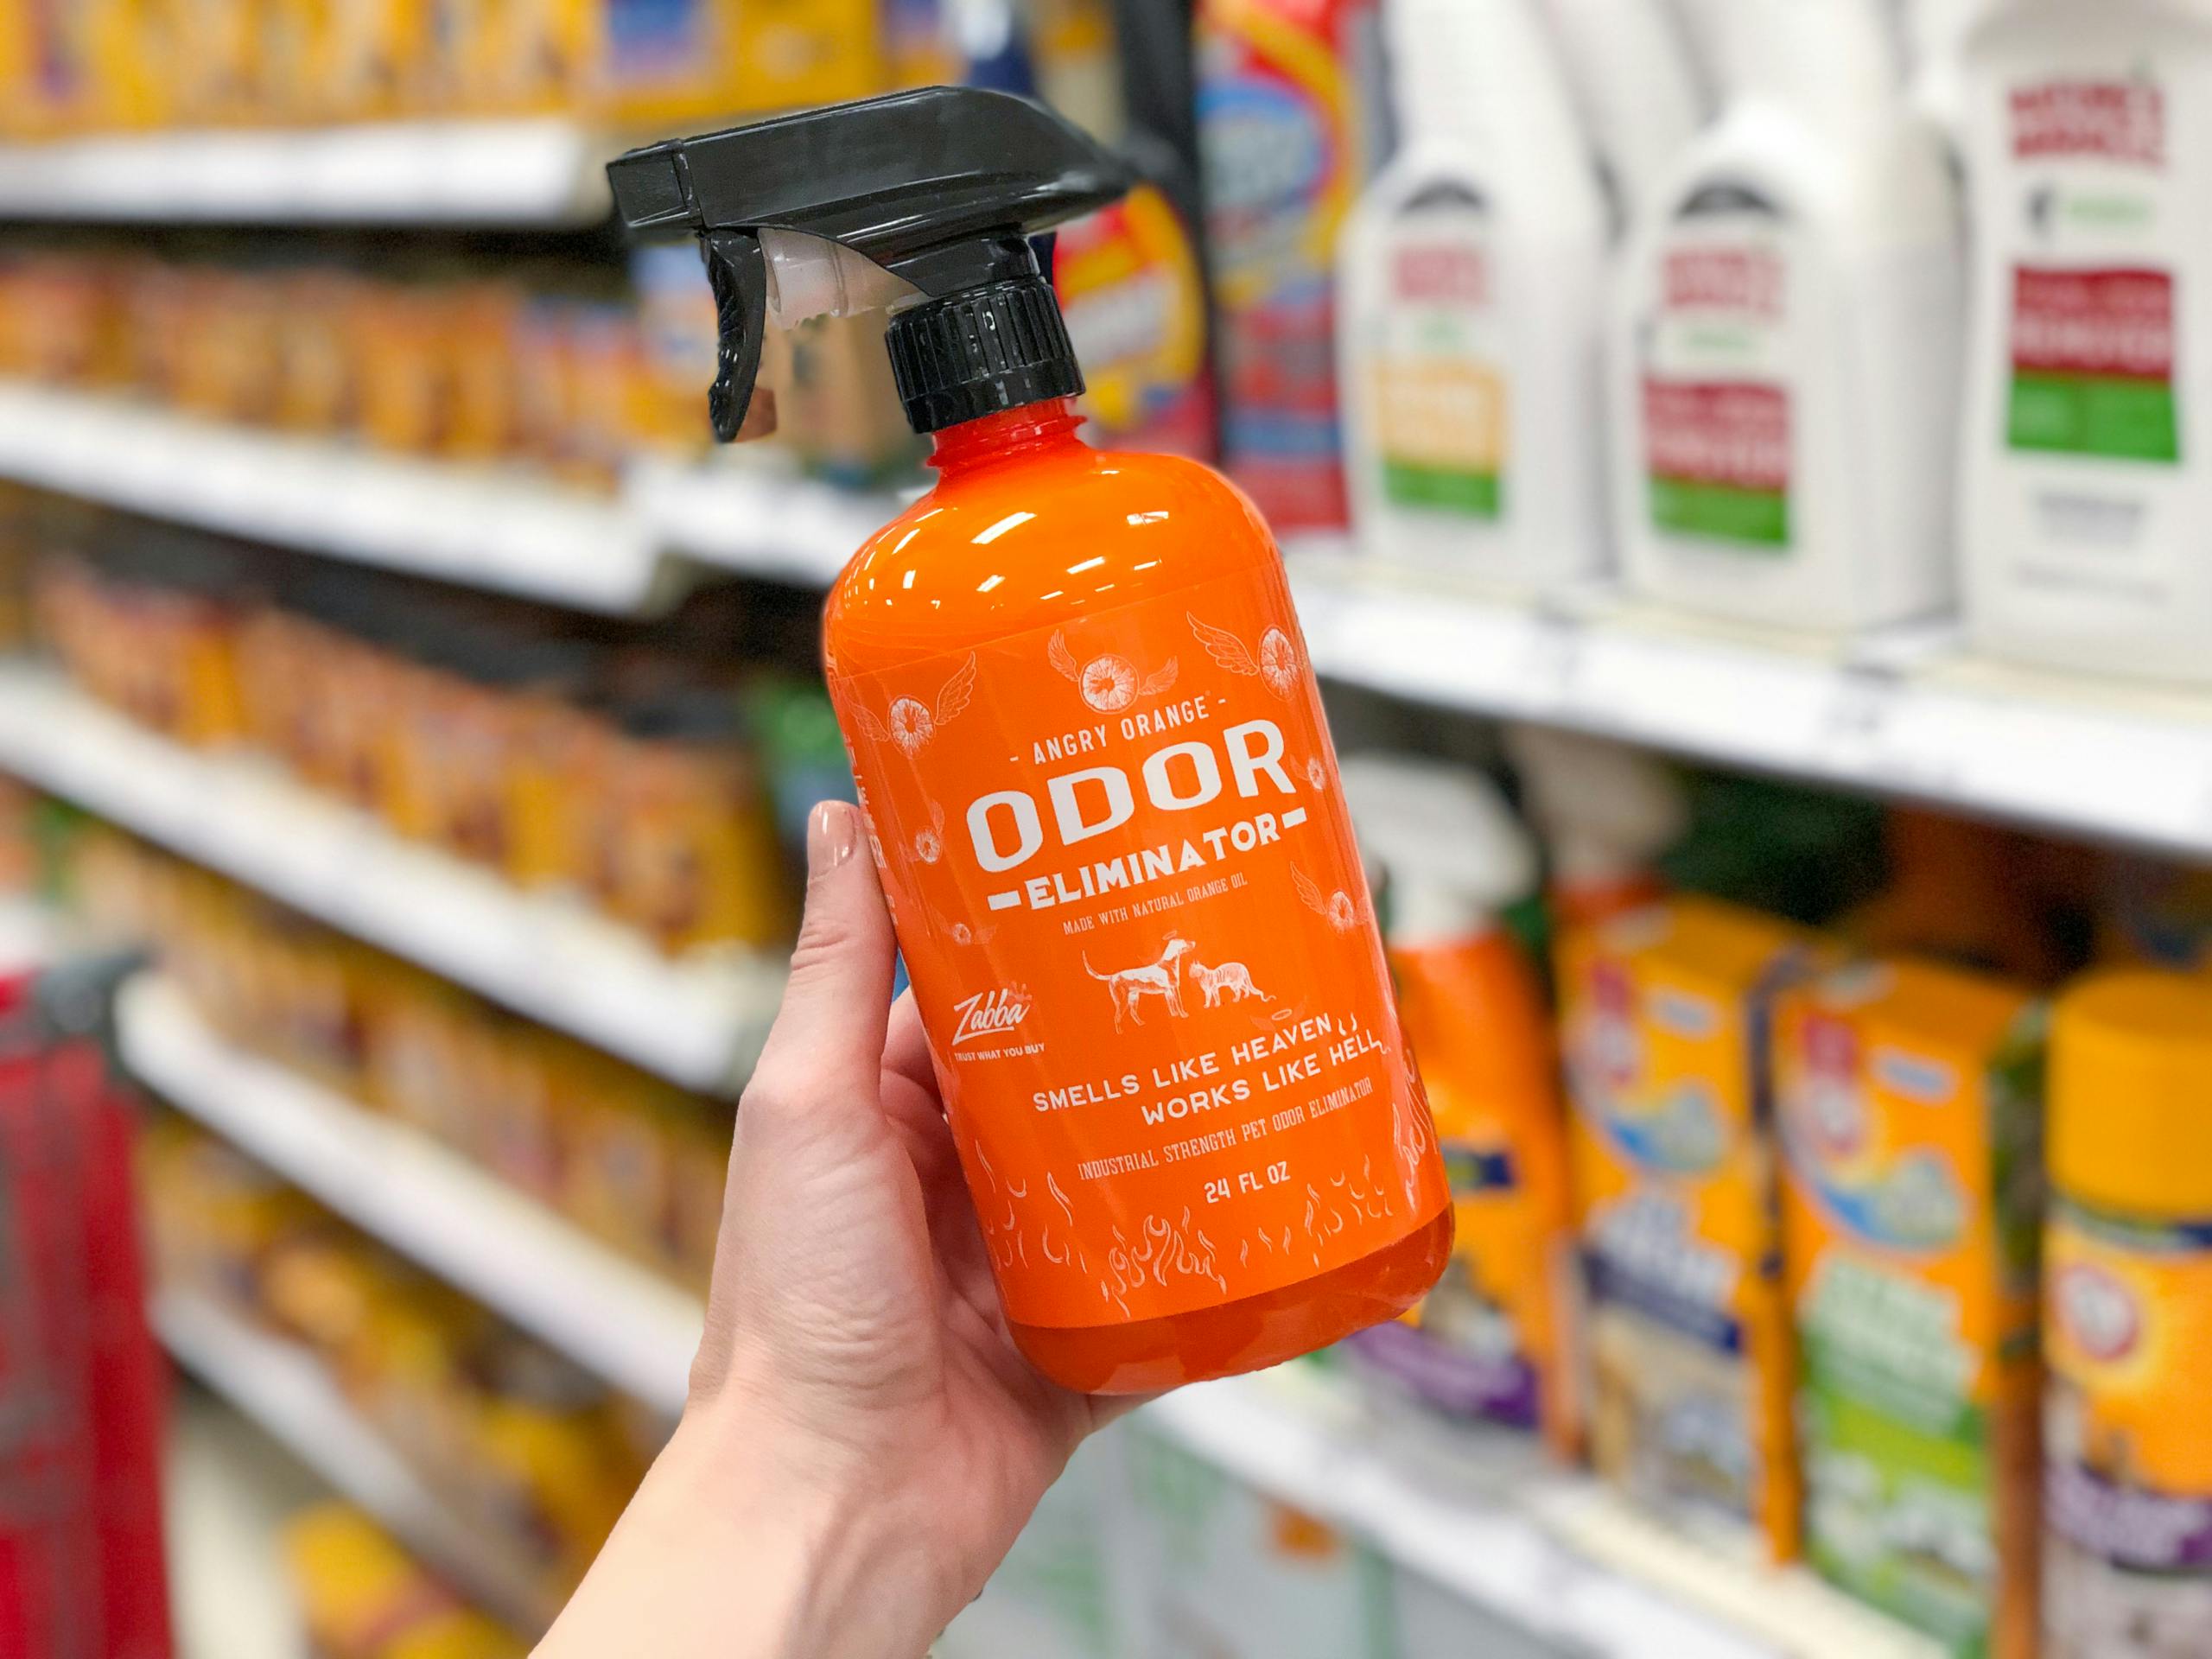 - ANGRY ORANGE® -
ODOR
ELIMINATOR
MADE WITH NATURAL ORANGE OIL
Zabba
TRUST WHAT YOU BUY
SMELLS LIKE HEAVEN
WORKS LIKE HELL
INDUSTRIAL STRENGTH PET ODOR ELIMINATOR
24 FL OZ